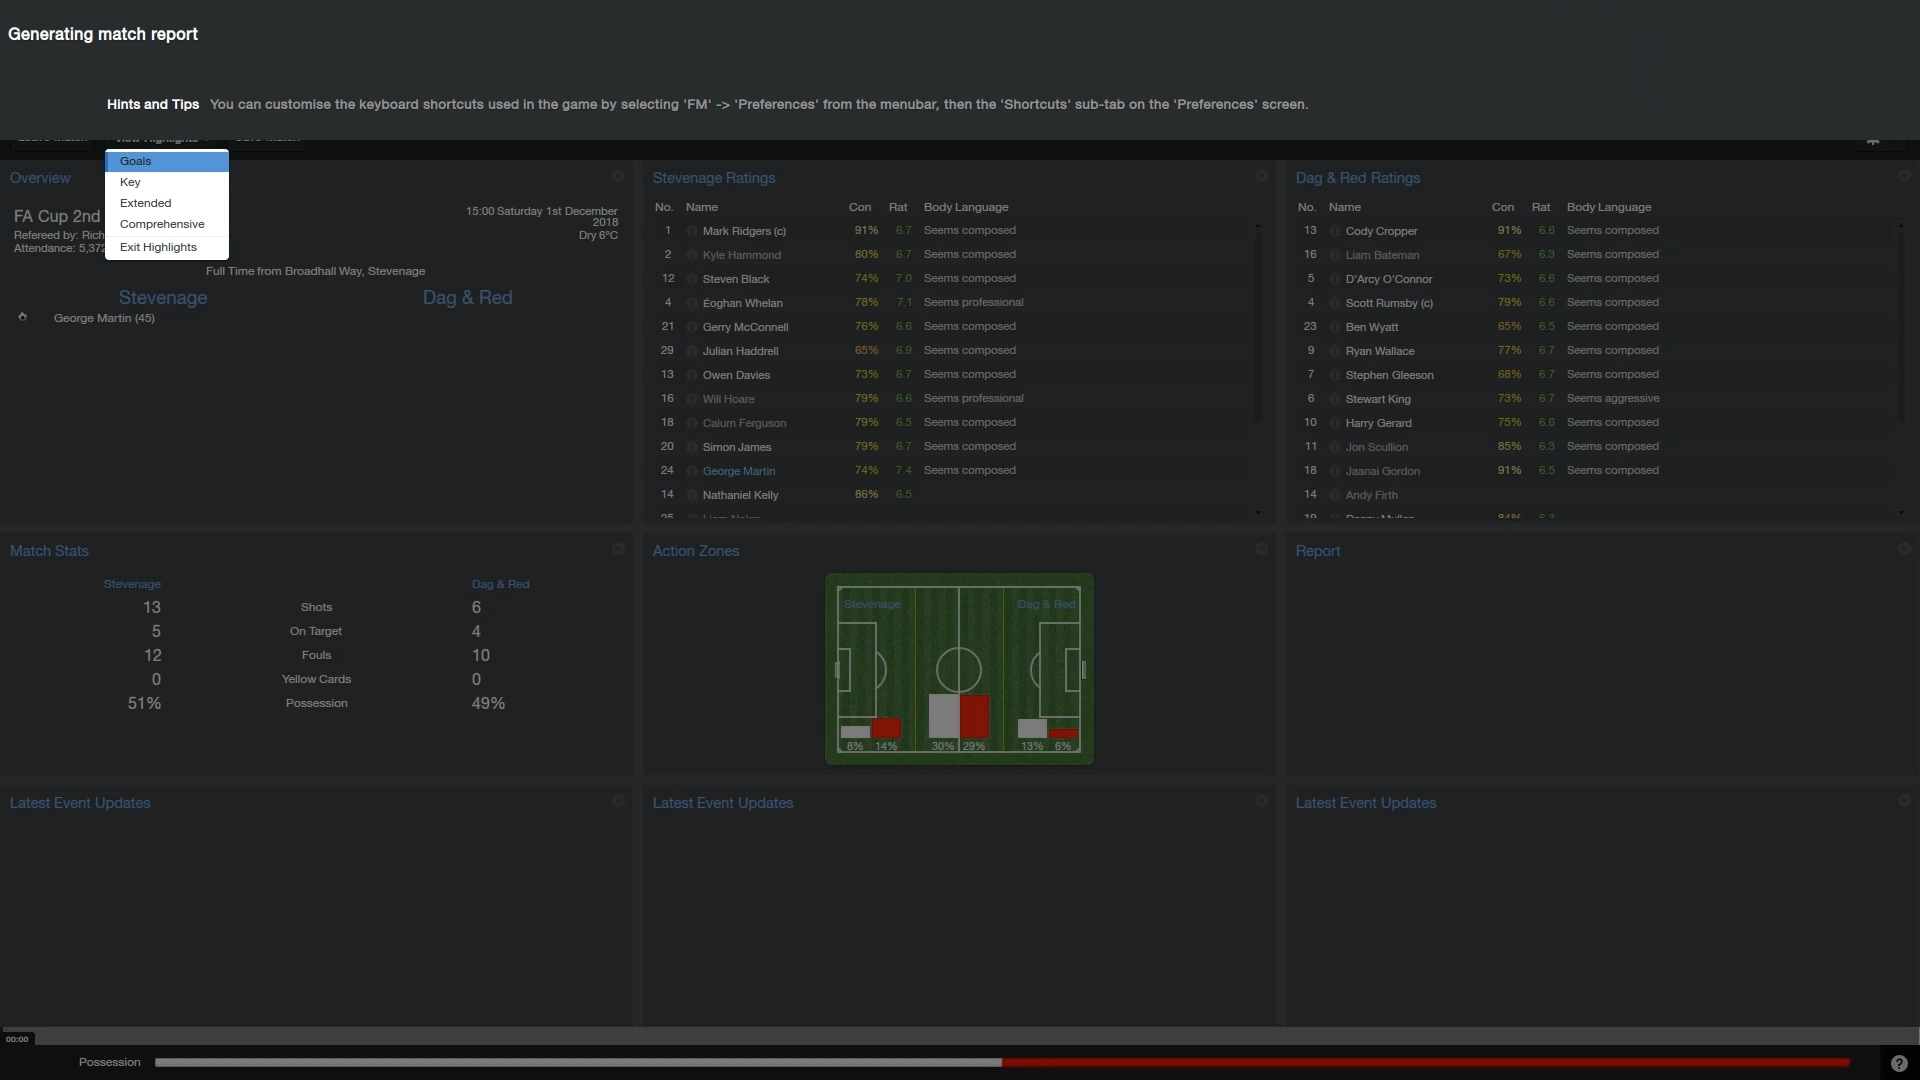 Generating match report
Hints and Tips You can customise the keyboard shortcuts used in the game by selecting 'FM' -> 'Preferences' from the menubar, then the 'Shortcuts' sub-tab on the 'Preferences' screen.
Goals
Key
Extended
Comprehensive
Exit Highlights
Overview
FA Cup 2nd
Refereed by: Rich
Attendance: 5,372
15:00 Saturday 1st December
2018
Dry 6°C
Full Time from Broadhall Way, Stevenage
Stevenage Dag & Red
George Martin (45)
Stevenage Ratings
No. Name Con Rat Body Language
1 Mark Ridgers (c) 91% 6.7 Seems composed
2 Kyle Hammond 80% 6.7 Seems composed
12 Steven Black 74% 7.0 Seems composed
4 Éoghan Whelan 78% 7.1 Seems professional
21 Gerry McConnell 76% 6.6 Seems composed
29 Julian Haddrell 65% 6.9 Seems composed
13 Owen Davies 73% 6.7 Seems composed
16 Will Hoare 79% 6.6 Seems professional
18 Calum Ferguson 79% 6.5 Seems composed
20 Simon James 79% 6.7 Seems composed
24 George Martin 74% 7.4 Seems composed
14 Nathaniel Kelly 86% 6.5
Dag & Red Ratings
No. Name Con Rat Body Language
13 Cody Cropper 91% 6.6 Seems composed
16 Liam Bateman 67% 6.3 Seems composed
5 D'Arcy O'Connor 73% 6.6 Seems composed
4 Scott Rumsby (c) 79% 6.6 Seems composed
23 Ben Wyatt 65% 6.5 Seems composed
9 Ryan Wallace 77% 6.7 Seems composed
7 Stephen Gleeson 68% 6.7 Seems composed
6 Stewart King 73% 6.7 Seems aggressive
10 Harry Gerard 75% 6.6 Seems composed
11 Jon Scullion 85% 6.3 Seems composed
18 Jaanai Gordon 91% 6.5 Seems composed
14 Andy Firth
Match Stats
Stevenage Dag & Red
13 Shots 6
5 On Target 4
12 Fouls 10
0 Yellow Cards 0
51% Possession 49%
Action Zones
Stevenage Dag & Red
8% 14% 30% 29% 13% 6%
Report
Latest Event Updates
Latest Event Updates
Latest Event Updates
00:00
Possession
?